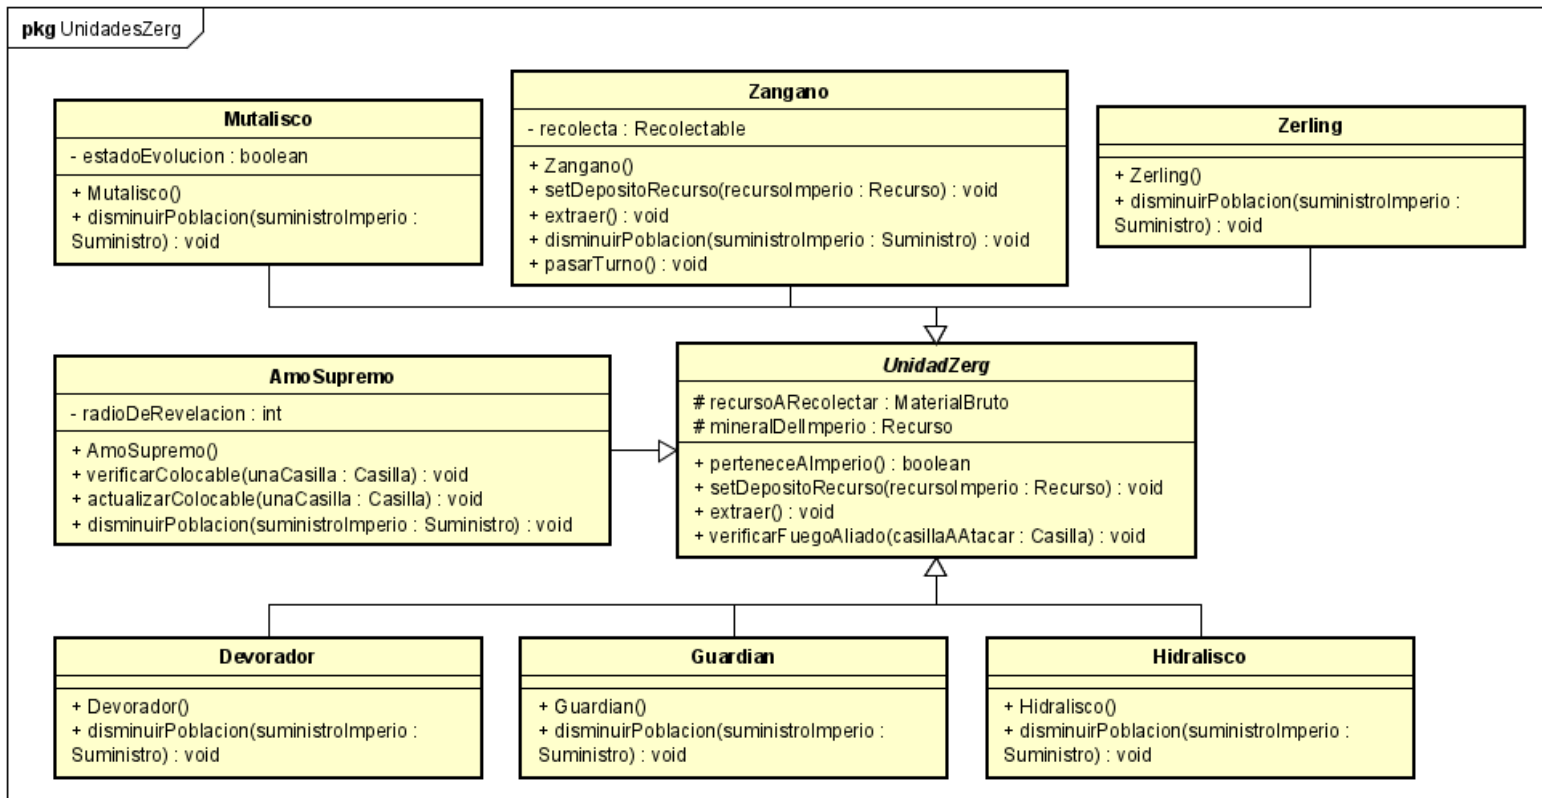 pkg UnidadesZerg
Mutalisco
- estadoEvolucion : boolean
+ Mutalisco()
+ disminuirPoblacion(suministroImperio :
Suministro) : void
Zangano
- recolecta : Recolectable
+ Zangano()
+ setDepositoRecurso(recursoImperio : Recurso) : void
+ extraer() : void
+ disminuirPoblacion(suministroImperio : Suministro) : void
+ pasarTurno() : void
Zerling
+ Zerling()
+ disminuirPoblacion(suministroImperio :
Suministro) : void
AmoSupremo
- radioDeRevelacion : int
+ AmoSupremo()
+ verificarColocable(unaCasilla : Casilla) : void
+ actualizarColocable(unaCasilla : Casilla) : void
+ disminuirPoblacion(suministroImperio : Suministro) : void
UnidadZerg
# recursoARecolectar : MaterialBruto
# mineralDelImperio : Recurso
+ perteneceAImperio() : boolean
+ setDepositoRecurso(recursoImperio : Recurso) : void
+ extraer() : void
+ verificarFuegoAliado(casillaAAtacar : Casilla) : void
Devorador
+ Devorador()
+ disminuirPoblacion(suministroImperio :
Suministro) : void
Guardian
+ Guardian()
+ disminuirPoblacion(suministroImperio :
Suministro) : void
Hidralisco
+ Hidralisco()
+ disminuirPoblacion(suministroImperio :
Suministro) : void